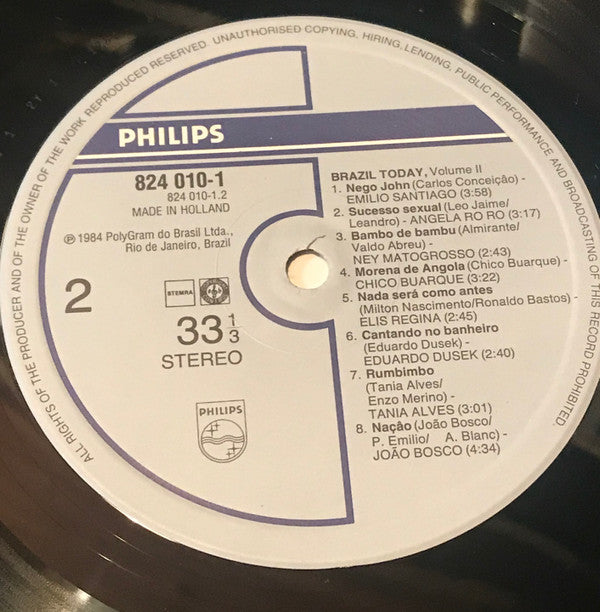 ALL RIGHTS OF THE PRODUCER AND OF THE OWNER OF THE WORK REPRODUCED RESERVED. UNAUTHORISED COPYING, HIRING, LENDING, PUBLIC PERFORMANCE AND BROADCASTING OF THIS RECORD PROHIBITED.
PHILIPS
824 010-1
824 010-1.2
MADE IN HOLLAND
℗ 1984 PolyGram do Brasil Ltda.,
Rio de Janeiro, Brazil
2
STEMRA
33 1/3
STEREO
PHILIPS
BRAZIL TODAY, Volume II
1. Nego John (Carlos Conceiçâo) -
EMILIO SANTIAGO (3:58)
2. Sucesso sexual (Leo Jaime/
Leandro) - ANGELA RO RO (3:17)
3. Bambo de bambu (Almirante/
Valdo Abreu) -
NEY MATOGROSSO (2:43)
4. Morena de Angola (Chico Buarque) -
CHICO BUARQUE (3:22)
5. Nada será como antes
(Milton Nascimento/Ronaldo Bastos) -
ELIS REGINA (2:45)
6. Cantando no banheiro
(Eduardo Dusek) -
EDUARDO DUSEK (2:40)
7. Rumbimbo
(Tania Alves/
Enzo Merino) -
TANIA ALVES (3:01)
8. Naçâo (João Bosco/
P. Emilio/ A. Blanc) -
JOÃO BOSCO (4:34)